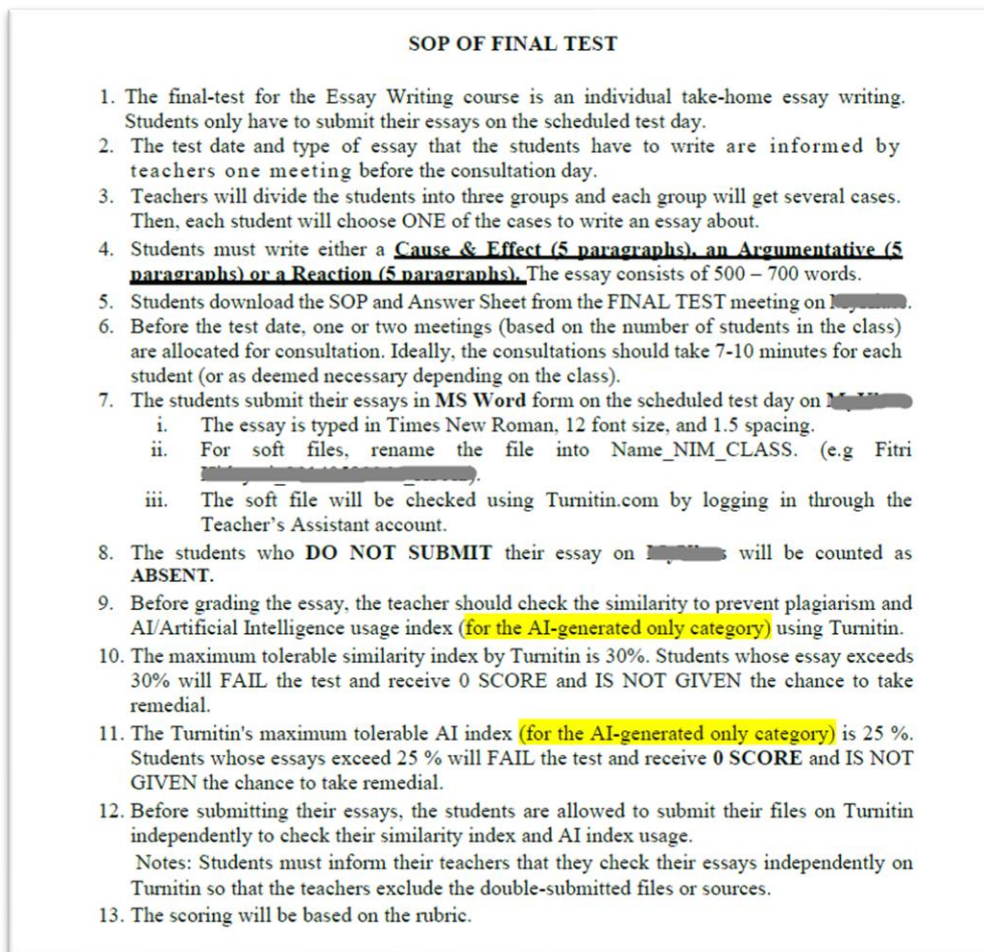 SOP OF FINAL TEST
1. The final-test for the Essay Writing course is an individual take-home essay writing.
Students only have to submit their essays on the scheduled test day.
2. The test date and type of essay that the students have to write are informed by
teachers one meeting before the consultation day.
3. Teachers will divide the students into three groups and each group will get several cases.
Then, each student will choose ONE of the cases to write an essay about.
4. Students must write either a Cause & Effect (5 paragraphs), an Argumentative (5
paragraphs) or a Reaction (5 paragraphs). The essay consists of 500 – 700 words.
5. Students download the SOP and Answer Sheet from the FINAL TEST meeting on
6. Before the test date, one or two meetings (based on the number of students in the class)
are allocated for consultation. Ideally, the consultations should take 7-10 minutes for each
student (or as deemed necessary depending on the class).
7. The students submit their essays in MS Word form on the scheduled test day on
i. The essay is typed in Times New Roman, 12 font size, and 1.5 spacing.
ii. For soft files, rename the file into Name_NIM_CLASS. (e.g Fitri
iii. The soft file will be checked using Turnitin.com by logging in through the
Teacher's Assistant account.
8. The students who DO NOT SUBMIT their essay on will be counted as
ABSENT.
9. Before grading the essay, the teacher should check the similarity to prevent plagiarism and
AI/Artificial Intelligence usage index (for the AI-generated only category) using Turnitin.
10. The maximum tolerable similarity index by Turnitin is 30%. Students whose essay exceeds
30% will FAIL the test and receive 0 SCORE and IS NOT GIVEN the chance to take
remedial.
11. The Turnitin's maximum tolerable AI index (for the AI-generated only category) is 25 %.
Students whose essays exceed 25 % will FAIL the test and receive 0 SCORE and IS NOT
GIVEN the chance to take remedial.
12. Before submitting their essays, the students are allowed to submit their files on Turnitin
independently to check their similarity index and AI index usage.
Notes: Students must inform their teachers that they check their essays independently on
Turnitin so that the teachers exclude the double-submitted files or sources.
13. The scoring will be based on the rubric.